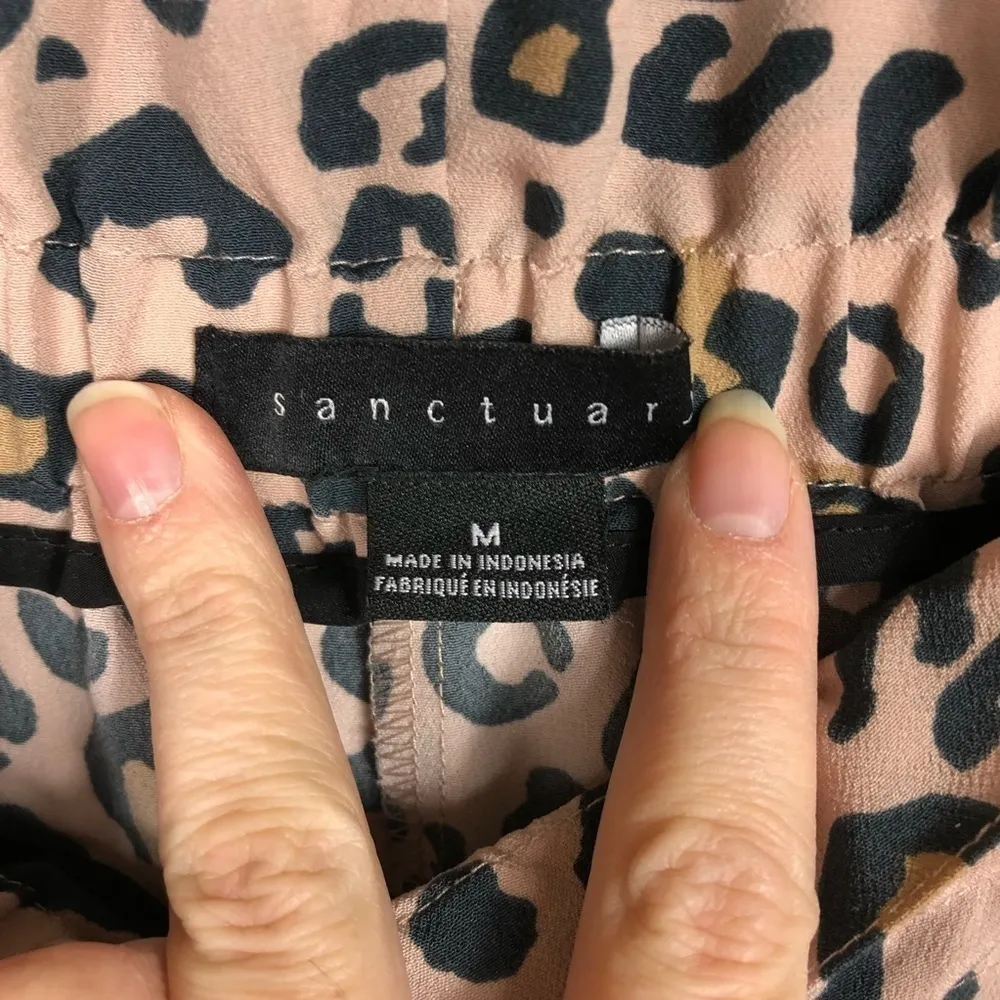 sanctuary
M
MADE IN INDONESIA
FABRIQUÉ EN INDONÉSIE